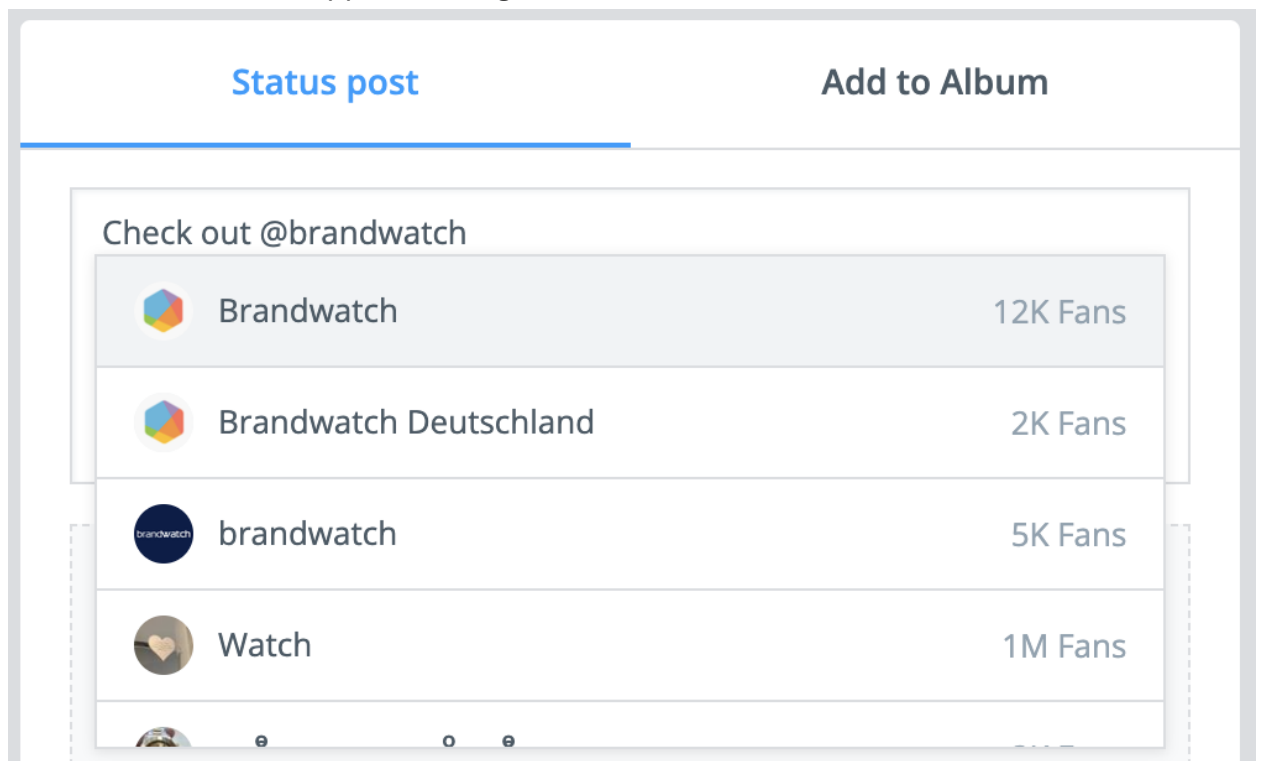 Status post
Add to Album
Check out @brandwatch
Brandwatch
12K Fans
Brandwatch Deutschland
2K Fans
brandwatch
brandwatch
5K Fans
Watch
1M Fans